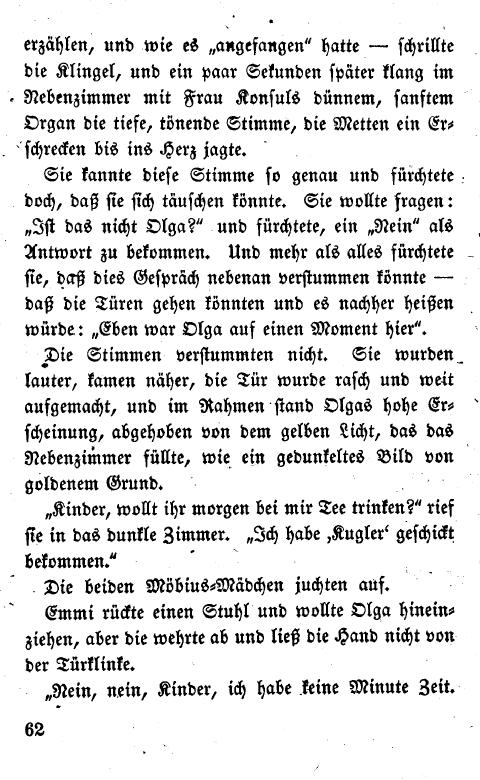 erzählen, und wie es „angefangen“ hatte — schrillte
die Klingel, und ein paar Sekunden später klang im
Nebenzimmer mit Frau Konsuls dünnem, sanftem
Organ die tiefe, tönende Stimme, die Metten ein Er⸗
schrecken bis ins Herz jagte.
Sie kannte diese Stimme so genau und fürchtete
doch, daß sie sich täuschen könnte. Sie wollte fragen:
„Ist das nicht Olga?“ und fürchtete, ein „Nein“ als
Antwort zu bekommen. Und mehr als alles fürchtete
sie, daß dies Gespräch nebenan verstummen könnte —
daß die Türen gehen könnten und es nachher heißen
würde: „Eben war Olga auf einen Moment hier“.
Die Stimmen verstummten nicht. Sie wurden
lauter, kamen näher, die Tür wurde rasch und weit
aufgemacht, und im Rahmen stand Olgas hohe Er⸗
scheinung, abgehoben von dem gelben Licht, das das
Nebenzimmer füllte, wie ein gedunkeltes Bild von
goldenem Grund.
„Kinder, wollt ihr morgen bei mir Tee trinken?“ rief
sie in das dunkle Zimmer. „Ich habe ‚Kugler‘ geschickt
bekommen.“
Die beiden Möbius⸗Mädchen juchten auf.
Emmi rückte einen Stuhl und wollte Olga hinein⸗
ziehen, aber die wehrte ab und ließ die Hand nicht von
der Türklinke.
„Nein, nein, Kinder, ich habe keine Minute Zeit.
62